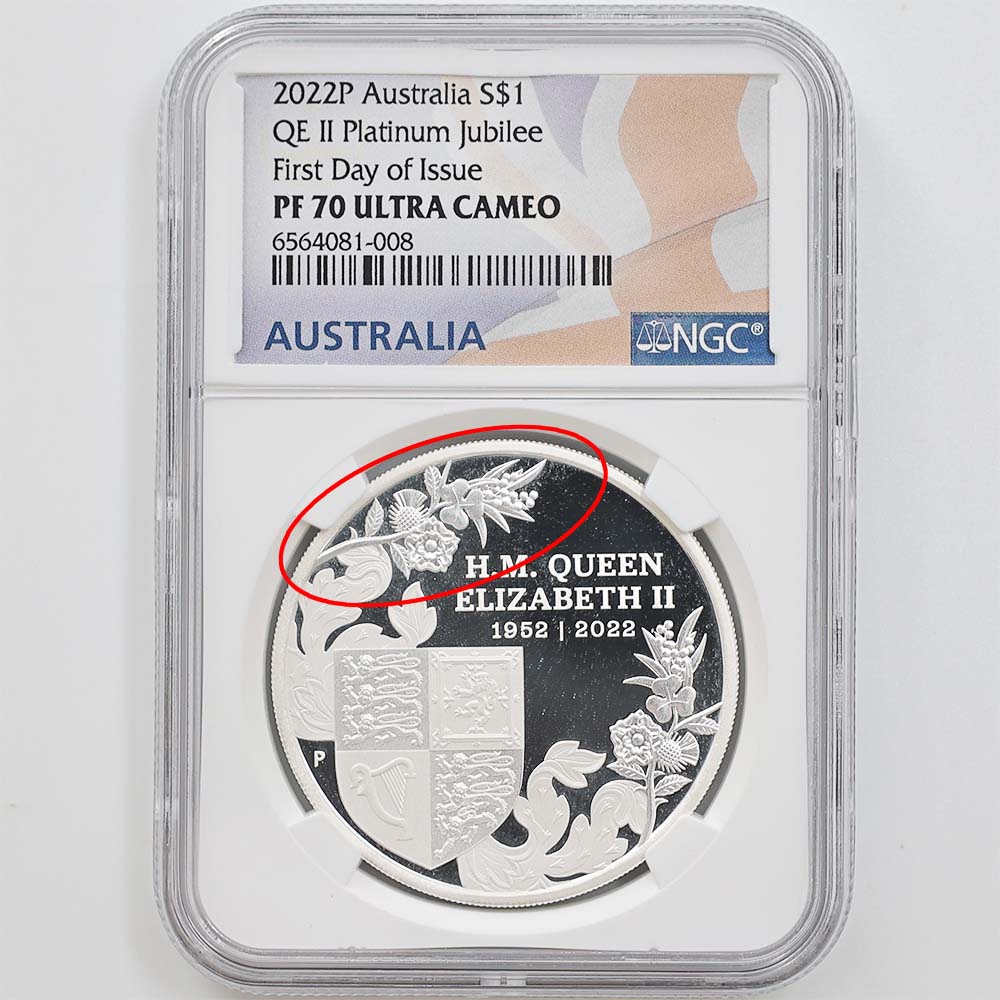 2022P Australia S$1
QE II Platinum Jubilee
First Day of Issue
PF 70 ULTRA CAMEO
6564081-008
AUSTRALIA
NGC®
H.M. QUEEN
ELIZABETH II
1952 | 2022
P